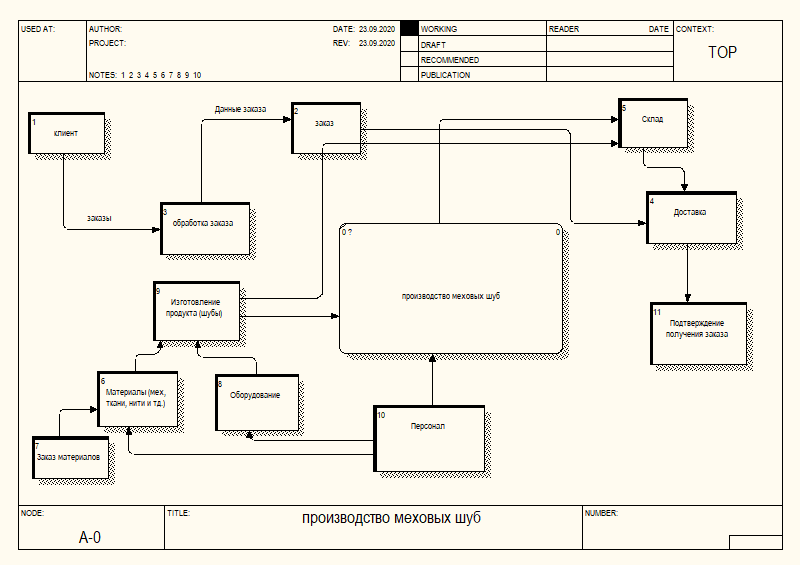 USED AT:
AUTHOR:
DATE: 23.09.2020
WORKING
READER
DATE
CONTEXT:
PROJECT:
REV: 23.09.2020
DRAFT
TOP
RECOMMENDED
NOTES: 1 2 3 4 5 6 7 8 9 10
PUBLICATION
1
клиент
Данные заказа
2
заказ
5
Склад
заказы
3
обработка заказа
4
Доставка
0 ?
0
производство меховых шуб
9
Изготовление
продукта (шубы)
11
Подтверждение
получения заказа
6
Материалы (мех,
ткани, нити и тд.)
8
Оборудование
10
Персонал
7
Заказ материалов
NODE:
A-0
TITLE:
производство меховых шуб
NUMBER: